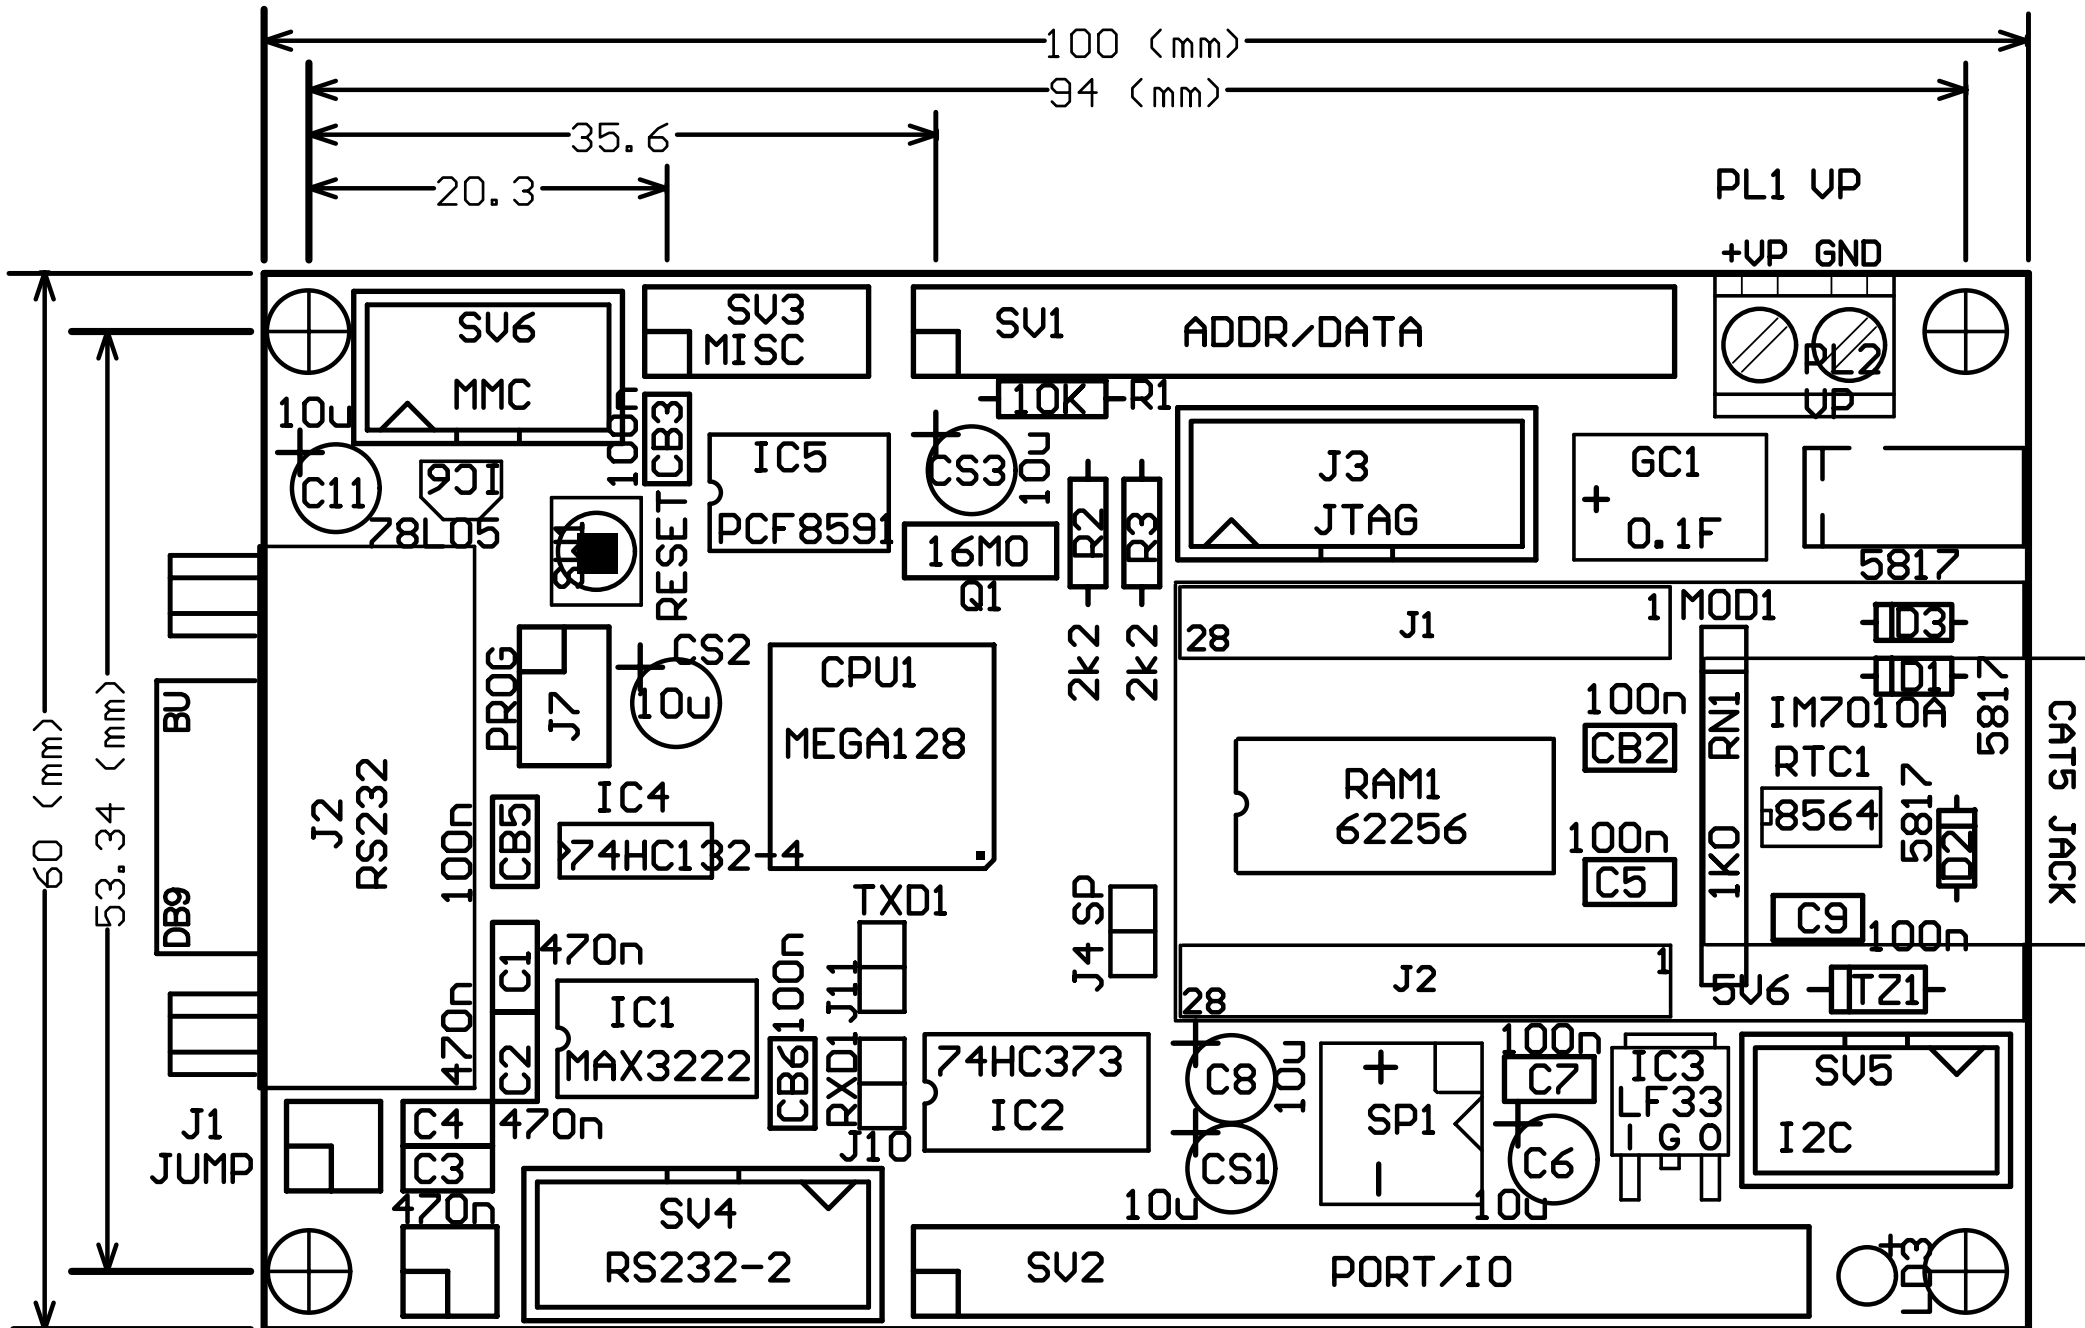 100 (mm)
94 (mm)
35.6
20.3
PL1 VP
+VP GND
SV6
MMC
SV3
MISC
SV1
ADDR/DATA
PL2
VP
10u
C11
IC6
78L05
100n
CB3
IC5
PCF8591
CS3
10u
10K
R1
16MO
Q1
R2
R3
2k2
2k2
J3
JTAG
GC1
+
0.1F
5817
RESET
60 (mm)
53.34 (mm)
BU
DB9
J2
RS232
PROG
J7
CS2
10u
CPU1
MEGA128
J1
1
28
MOD1
D3
D1
5817
100n
CB2
RN1
1K0
IM7010A
RTC1
8564
5817
D2
CAT5 JACK
RAM1
62256
100n
C5
C9
100n
IC4
74HC132-4
100n
CB5
TXD1
J11
J4 SP
J2
1
28
5V6
TZ1
C1
470n
470n
C2
IC1
MAX3222
100n
CB6
RXD1
J10
74HC373
IC2
C8
10u
CS1
10u
+
SP1
-
100n
C7
C6
10u
IC3
LF33
I G O
SV5
I2C
J1
JUMP
C4
470n
C3
470n
SV4
RS232-2
SV2
PORT/IO
+
LD3